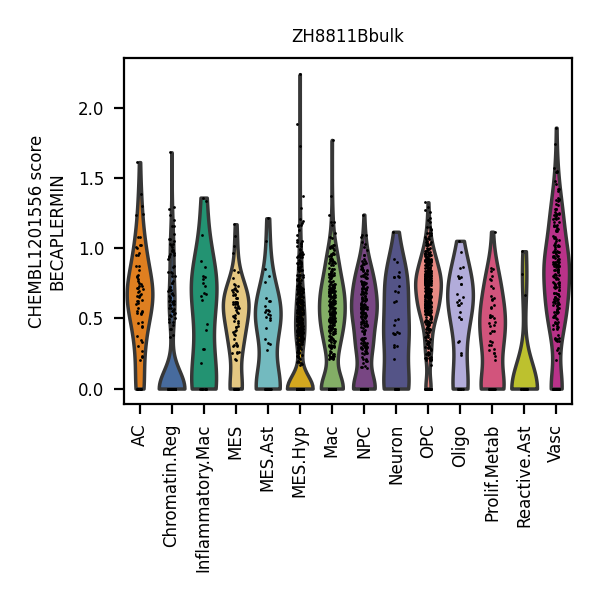 ZH8811Bbulk
CHEMBL1201556 score
BECAPLERMIN
2.0
1.5
1.0
0.5
0.0
AC
Chromatin.Reg
Inflammatory.Mac
MES
MES.Ast
MES.Hyp
Mac
NPC
Neuron
OPC
Oligo
Prolif.Metab
Reactive.Ast
Vasc